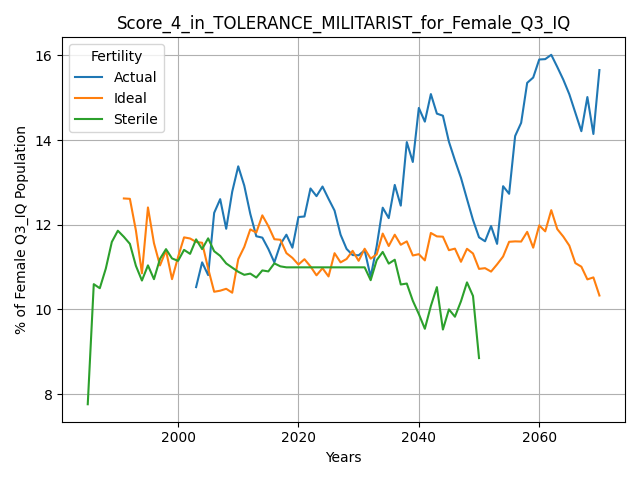 Score_4_in_TOLERANCE_MILITARIST_for_Female_Q3_IQ
Fertility
Actual
Ideal
Sterile
% of Female Q3_IQ Population
16
14
12
10
8
2000 2020 2040 2060
Years